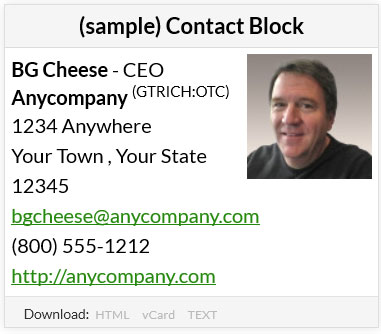 (sample) Contact Block
BG Cheese - CEO
Anycompany (GTRICH:OTC)
1234 Anywhere
Your Town , Your State
12345
bgcheese@anycompany.com
(800) 555-1212
http://anycompany.com
Download: HTML vCard TEXT